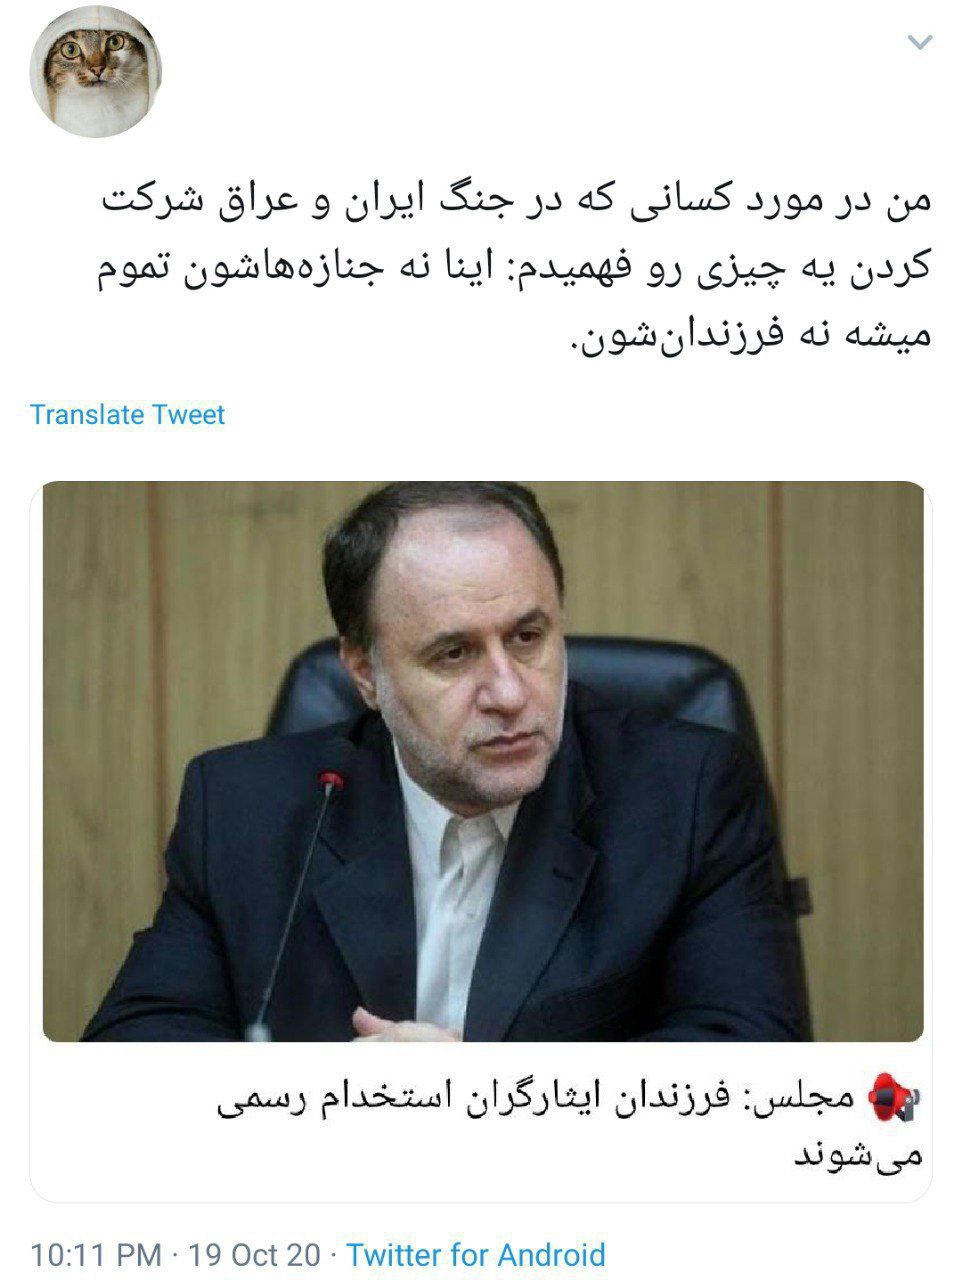 من در مورد کسانی که در جنگ ایران و عراق شرکت
کردن یه چیزی رو فهمیدم: اینا نه جنازه‌هاشون تموم
میشه نه فرزندان‌شون.
Translate Tweet
مجلس: فرزندان ایثارگران استخدام رسمی
می‌شوند
10:11 PM · 19 Oct 20 · Twitter for Android